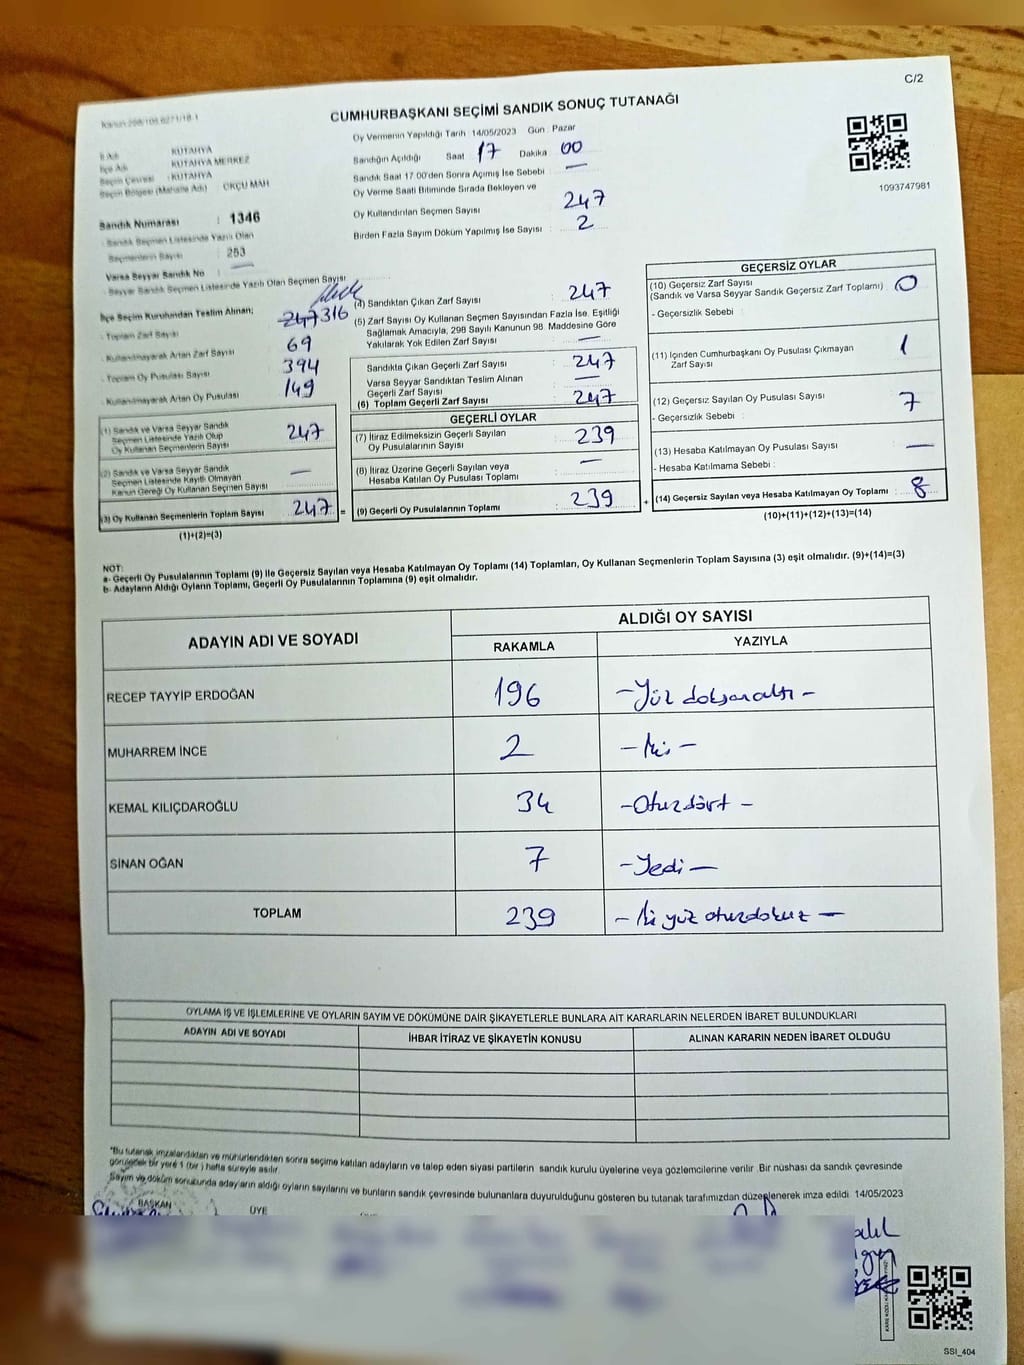 C/2
Kanun 298/105 6271/18-1
CUMHURBAŞKANI SEÇİMİ SANDIK SONUÇ TUTANAĞI
İl Adı : KÜTAHYA
İlçe Adı : KÜTAHYA MERKEZ
Seçim Çevresi : KÜTAHYA
Seçim Bölgesi (Mahalle Adı) : OKÇU MAH
Sandık Numarası : 1346
- Sandık Seçmen Listesinde Yazılı Olan
Seçmenlerin Sayısı : 253
Varsa Seyyar Sandık No : —
- Seyyar Sandık Seçmen Listesinde Yazılı Olan Seçmen Sayısı
Oy Vermenin Yapıldığı Tarih 14/05/2023 Gün : Pazar
Sandığın Açıldığı Saat 17 Dakika 00
Sandık Saat 17.00'den Sonra Açılmış İse Sebebi : —
Oy Verme Saati Bitiminde Sırada Bekleyen ve
Oy Kullandırılan Seçmen Sayısı 247
Birden Fazla Sayım Döküm Yapılmış İse Sayısı : 2
1093747981
İlçe Seçim Kurulundan Teslim Alınan;
- Toplam Zarf Sayısı : 247 316
- Kullanılmayarak Artan Zarf Sayısı : 69
- Toplam Oy Pusulası Sayısı : 394
- Kullanılmayarak Artan Oy Pusulası : 149
(1) Sandık ve Varsa Seyyar Sandık
Seçmen Listesinde Yazılı Olup
Oy Kullanan Seçmenlerin Sayısı 247
(2) Sandık ve Varsa Seyyar Sandık
Seçmen Listesinde Kayıtlı Olmayan
Kanun Gereği Oy Kullanan Seçmen Sayısı —
(3) Oy Kullanan Seçmenlerin Toplam Sayısı 247 =
(1)+(2)=(3)
(4) Sandıktan Çıkan Zarf Sayısı : 247
(5) Zarf Sayısı Oy Kullanan Seçmen Sayısından Fazla İse, Eşitliği
Sağlamak Amacıyla, 298 Sayılı Kanunun 98. Maddesine Göre
Yakılarak Yok Edilen Zarf Sayısı : —
Sandıkta Çıkan Geçerli Zarf Sayısı : 247
Varsa Seyyar Sandıktan Teslim Alınan
Geçerli Zarf Sayısı : —
(6) Toplam Geçerli Zarf Sayısı : 247
GEÇERLİ OYLAR
(7) İtiraz Edilmeksizin Geçerli Sayılan
Oy Pusulalarının Sayısı : 239
(8) İtiraz Üzerine Geçerli Sayılan veya
Hesaba Katılan Oy Pusulası Toplamı : —
(9) Geçerli Oy Pusulalarının Toplamı : 239 +
GEÇERSİZ OYLAR
(10) Geçersiz Zarf Sayısı
(Sandık ve Varsa Seyyar Sandık Geçersiz Zarf Toplamı) : 0
- Geçersizlik Sebebi :
(11) İçinden Cumhurbaşkanı Oy Pusulası Çıkmayan
Zarf Sayısı : 1
(12) Geçersiz Sayılan Oy Pusulası Sayısı : 7
- Geçersizlik Sebebi :
(13) Hesaba Katılmayan Oy Pusulası Sayısı : —
- Hesaba Katılmama Sebebi :
(14) Geçersiz Sayılan veya Hesaba Katılmayan Oy Toplamı : 8
(10)+(11)+(12)+(13)=(14)
NOT:
a- Geçerli Oy Pusulalarının Toplamı (9) İle Geçersiz Sayılan veya Hesaba Katılmayan Oy Toplamı (14) Toplamları, Oy Kullanan Seçmenlerin Toplam Sayısına (3) eşit olmalıdır. (9)+(14)=(3)
b- Adayların Aldığı Oyların Toplamı, Geçerli Oy Pusulalarının Toplamına (9) eşit olmalıdır.
ADAYIN ADI VE SOYADI
ALDIĞI OY SAYISI
RAKAMLA YAZIYLA
RECEP TAYYİP ERDOĞAN 196 -Yüz doksanaltı-
MUHARREM İNCE 2 -İki-
KEMAL KILIÇDAROĞLU 34 -Otuzdört-
SİNAN OĞAN 7 -Yedi-
TOPLAM 239 -İki yüz otuzdokuz-
OYLAMA İŞ VE İŞLEMLERİNE VE OYLARIN SAYIM VE DÖKÜMÜNE DAİR ŞİKAYETLERLE BUNLARA AİT KARARLARIN NELERDEN İBARET BULUNDUKLARI
ADAYIN ADI VE SOYADI İHBAR İTİRAZ VE ŞİKAYETİN KONUSU ALINAN KARARIN NEDEN İBARET OLDUĞU
*Bu tutanak imzalandıktan ve mühürlendikten sonra seçime katılan adayların ve talep eden siyasi partilerin sandık kurulu üyelerine veya gözlemcilerine verilir. Bir nüshası da sandık çevresinde
görülecek bir yere 1 (bir ) hafta süreyle asılır.
Sayım ve döküm sonucunda adayların aldığı oyların sayılarını ve bunların sandık çevresinde bulunanlara duyurulduğunu gösteren bu tutanak tarafımızdan düzenlenerek imza edildi. 14/05/2023
BAŞKAN ÜYE
SSI_404